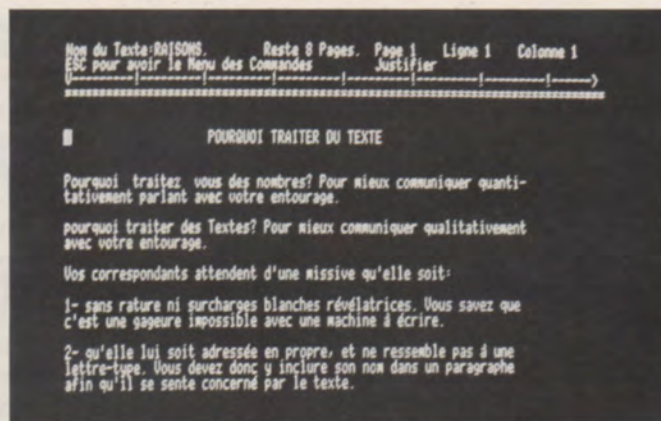 Nom du Texte:RAISONS. Reste 8 Pages. Page 1 Ligne 1 Colonne 1
ESC pour avoir le Menu des Commandes Justifier
POURQUOI TRAITER DU TEXTE
Pourquoi traitez vous des nombres? Pour mieux communiquer quanti-
tativement parlant avec votre entourage.
pourquoi traiter des Textes? Pour mieux communiquer qualitativement
avec votre entourage.
Vos correspondants attendent d'une missive qu'elle soit:
1- sans rature ni surcharges blanches révélatrices. Vous savez que
c'est une gageure impossible avec une machine à écrire.
2- qu'elle lui soit adressée en propre, et ne ressemble pas à une
lettre-type. Vous devez donc y inclure son nom dans un paragraphe
afin qu'il se sente concerné par le texte.